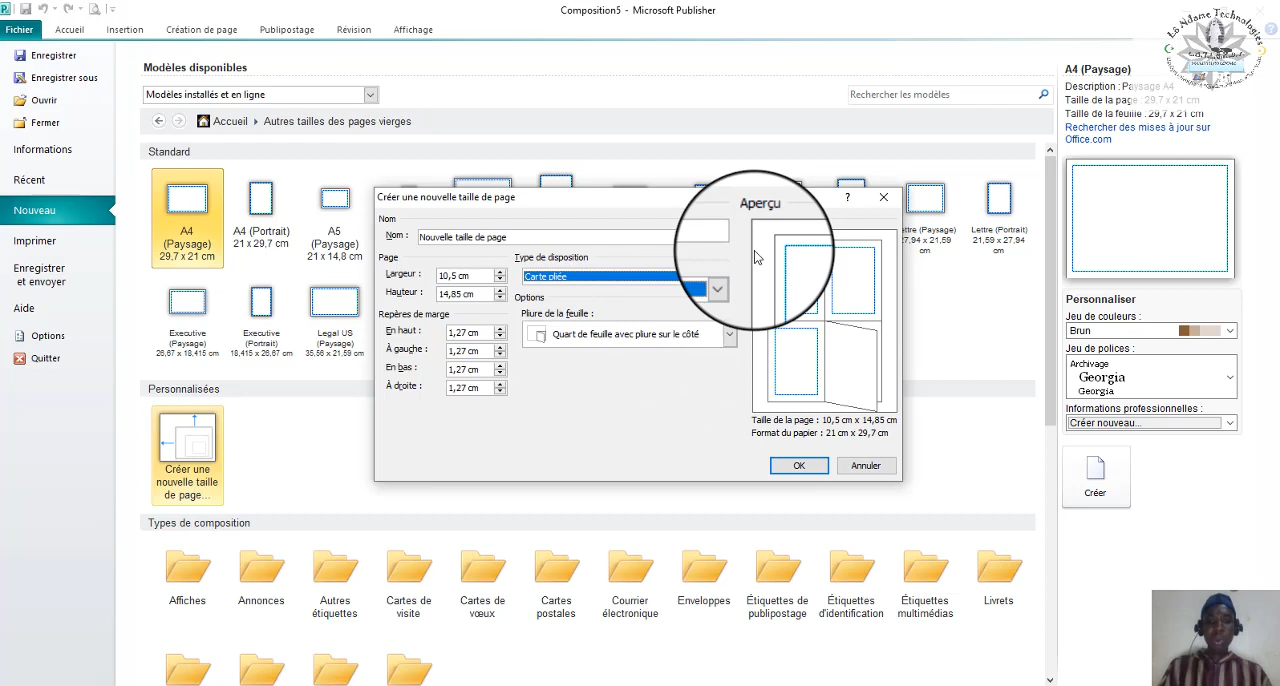 Composition5 - Microsoft Publisher
Fichier
Accueil
Insertion
Création de page
Publipostage
Révision
Affichage
Enregistrer
Enregistrer sous
Ouvrir
Fermer
Informations
Récent
Nouveau
Imprimer
Enregistrer
et envoyer
Aide
Options
Quitter
Modèles disponibles
Modèles installés et en ligne
Rechercher les modèles
Accueil
Autres tailles des pages vierges
Standard
A4
(Paysage)
29,7 x 21 cm
A4 (Portrait)
21 x 29,7 cm
A5
(Paysage)
21 x 14,8 cm
Lettre (Paysage)
27,94 x 21,59
cm
Lettre (Portrait)
21,59 x 27,94
cm
Executive
(Paysage)
26,67 x 18,415 cm
Executive
(Portrait)
18,415 x 26,67 cm
Legal US
(Paysage)
35,56 x 21,59 cm
Créer une nouvelle taille de page
?
Nom
Nom :
Nouvelle taille de page
Page
Largeur :
10,5 cm
Hauteur :
14,85 cm
Repères de marge
En haut :
1,27 cm
À gauche :
1,27 cm
En bas :
1,27 cm
À droite :
1,27 cm
Type de disposition
Carte pliée
Options
Pliure de la feuille :
Quart de feuille avec pliure sur le côté
Aperçu
Taille de la page : 10,5 cm x 14,85 cm
Format du papier : 21 cm x 29,7 cm
OK
Annuler
Personnalisées
Créer une
nouvelle taille
de page...
Types de composition
Affiches
Annonces
Autres
étiquettes
Cartes de
visite
Cartes de
vœux
Cartes
postales
Courrier
électronique
Enveloppes
Étiquettes de
publipostage
Étiquettes
d'identification
Étiquettes
multimédias
Livrets
A4 (Paysage)
Description : Paysage A4
Taille de la page : 29,7 x 21 cm
Taille de la feuille : 29,7 x 21 cm
Rechercher des mises à jour sur
Office.com
Personnaliser
Jeu de couleurs :
Brun
Jeu de polices :
Archivage
Georgia
Georgia
Informations professionnelles :
Créer nouveau...
Créer